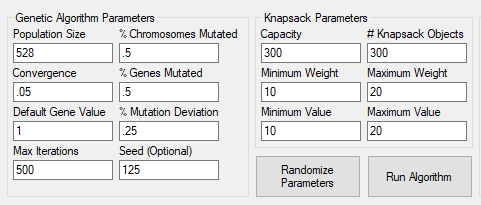 Genetic Algorithm Parameters
Population Size % Chromosomes Mutated
528 .5
Convergence % Genes Mutated
.05 .5
Default Gene Value % Mutation Deviation
1 .25
Max Iterations Seed (Optional)
500 125
Knapsack Parameters
Capacity # Knapsack Objects
300 300
Minimum Weight Maximum Weight
10 20
Minimum Value Maximum Value
10 20
Randomize
Parameters
Run Algorithm